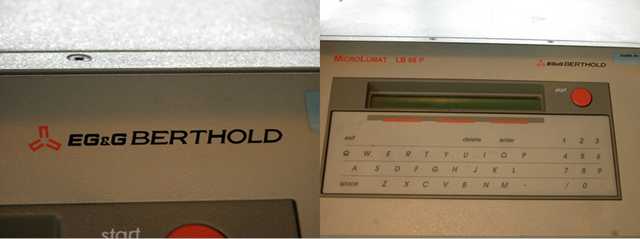 EG&G BERTHOLD
start
MICROLUMAT LB 96 P
EG&G BERTHOLD
start
exit delete enter 1 2 3
Q W E R T Y U I O P 4 5 6
A S D F G H J K L 7 8 9
space Z X C V B N M - / 0